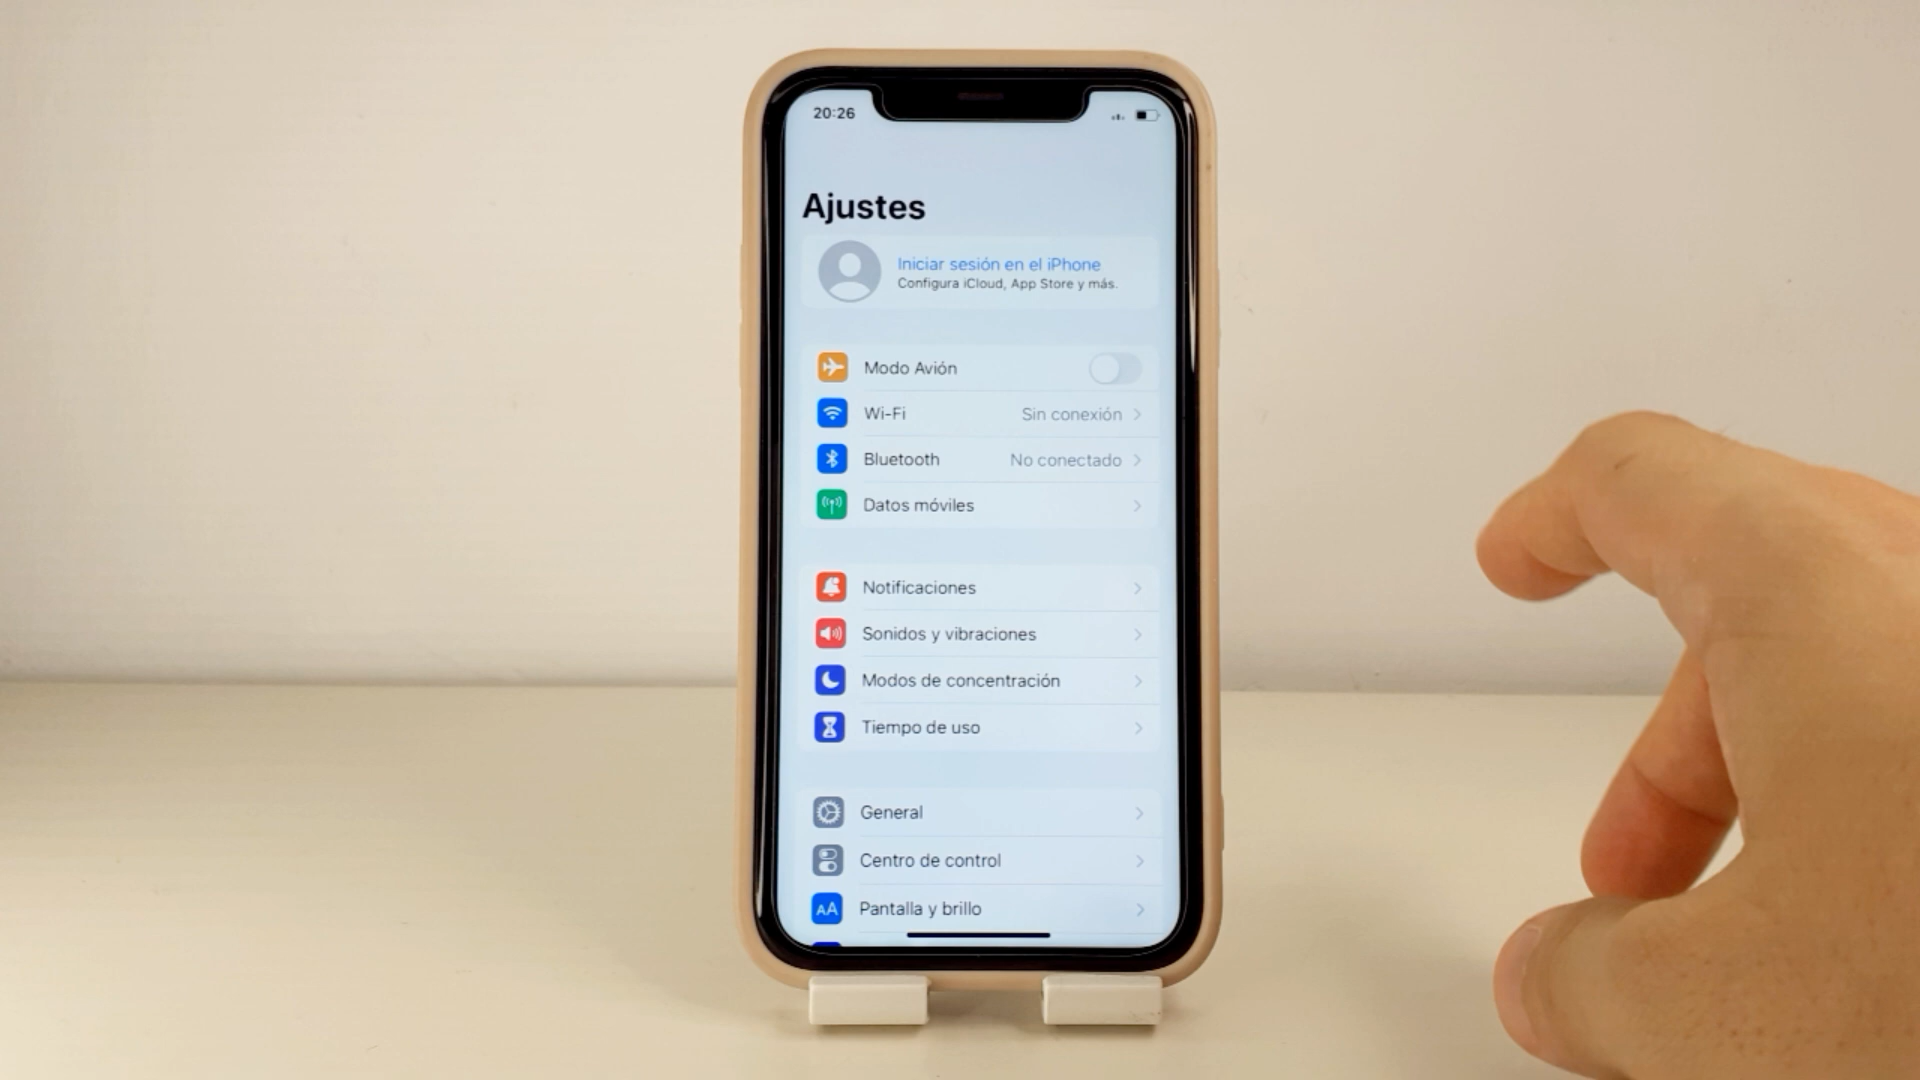 20:26
Ajustes
Iniciar sesión en el iPhone
Configura iCloud, App Store y más.
Modo Avión
Wi-Fi Sin conexión
Bluetooth No conectado
Datos móviles
Notificaciones
Sonidos y vibraciones
Modos de concentración
Tiempo de uso
General
Centro de control
AA Pantalla y brillo